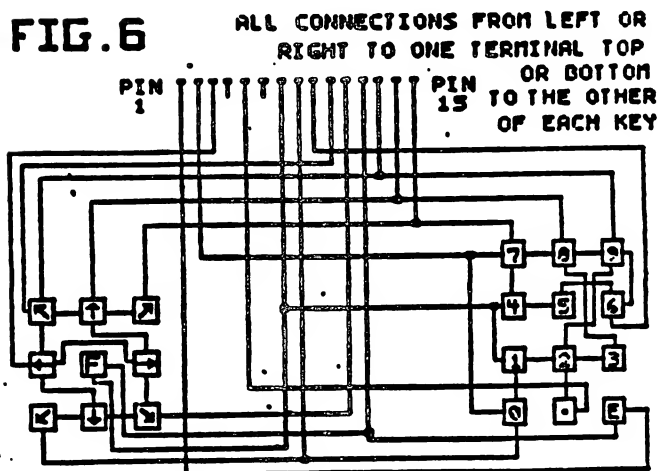 FIG.6
ALL CONNECTIONS FROM LEFT OR
RIGHT TO ONE TERMINAL TOP
OR BOTTOM
TO THE OTHER
OF EACH KEY
PIN
1
PIN
15
7 8 9
4 5 6
1 2 3
0 . E
↖ ↑ ↗
← F →
↙ ↓ ↘